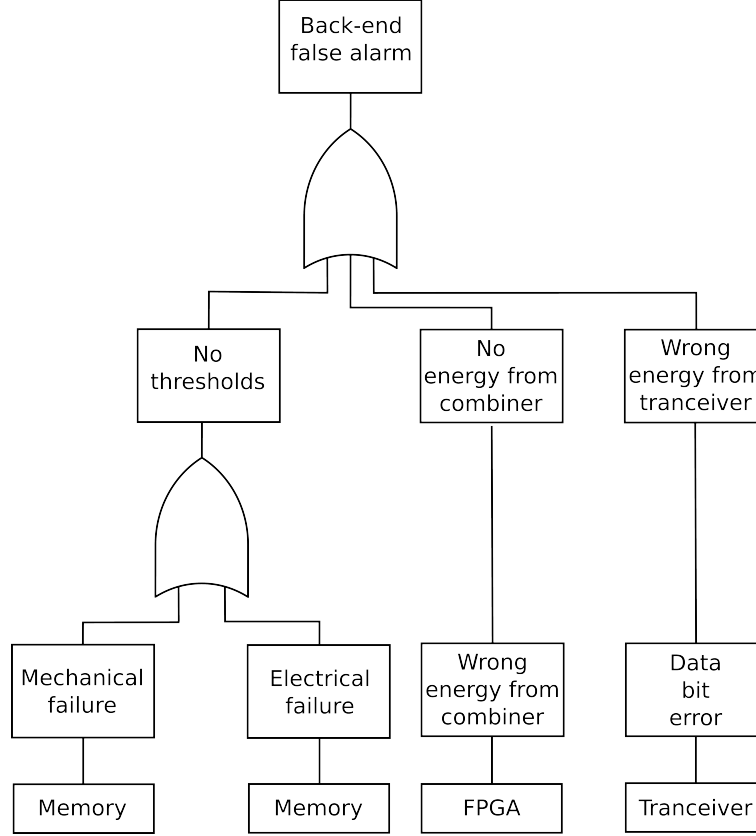 Back-end
false alarm
No
thresholds
No
energy from
combiner
Wrong
energy from
tranceiver
Mechanical
failure
Electrical
failure
Wrong
energy from
combiner
Data
bit
error
Memory
Memory
FPGA
Tranceiver